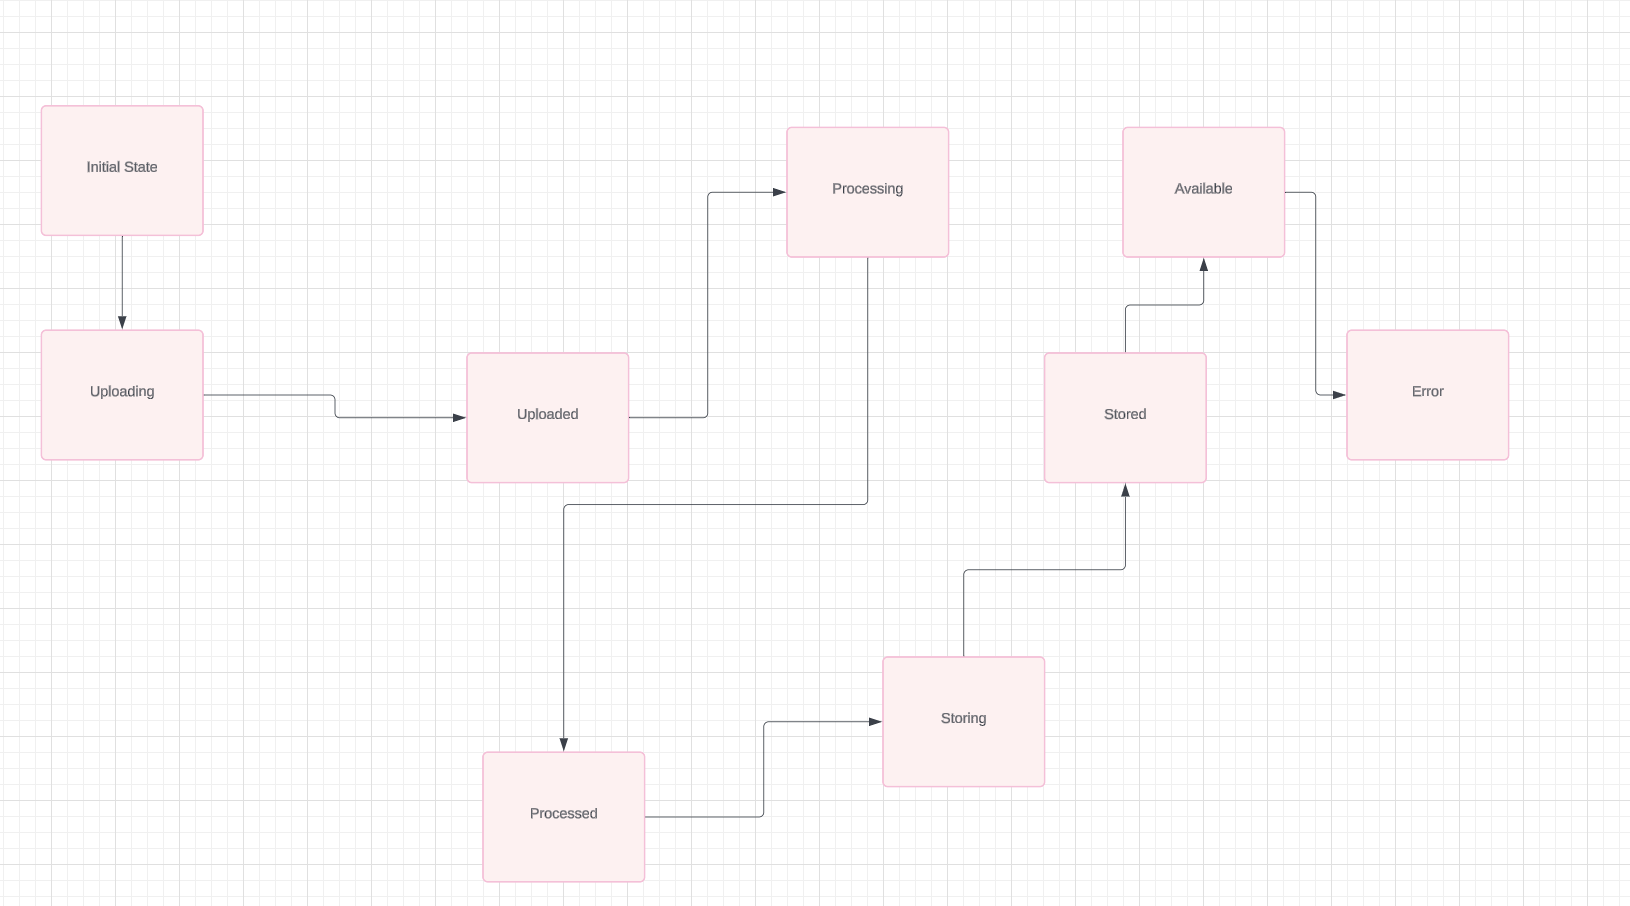 Initial State
Uploading
Uploaded
Processing
Processed
Storing
Stored
Available
Error